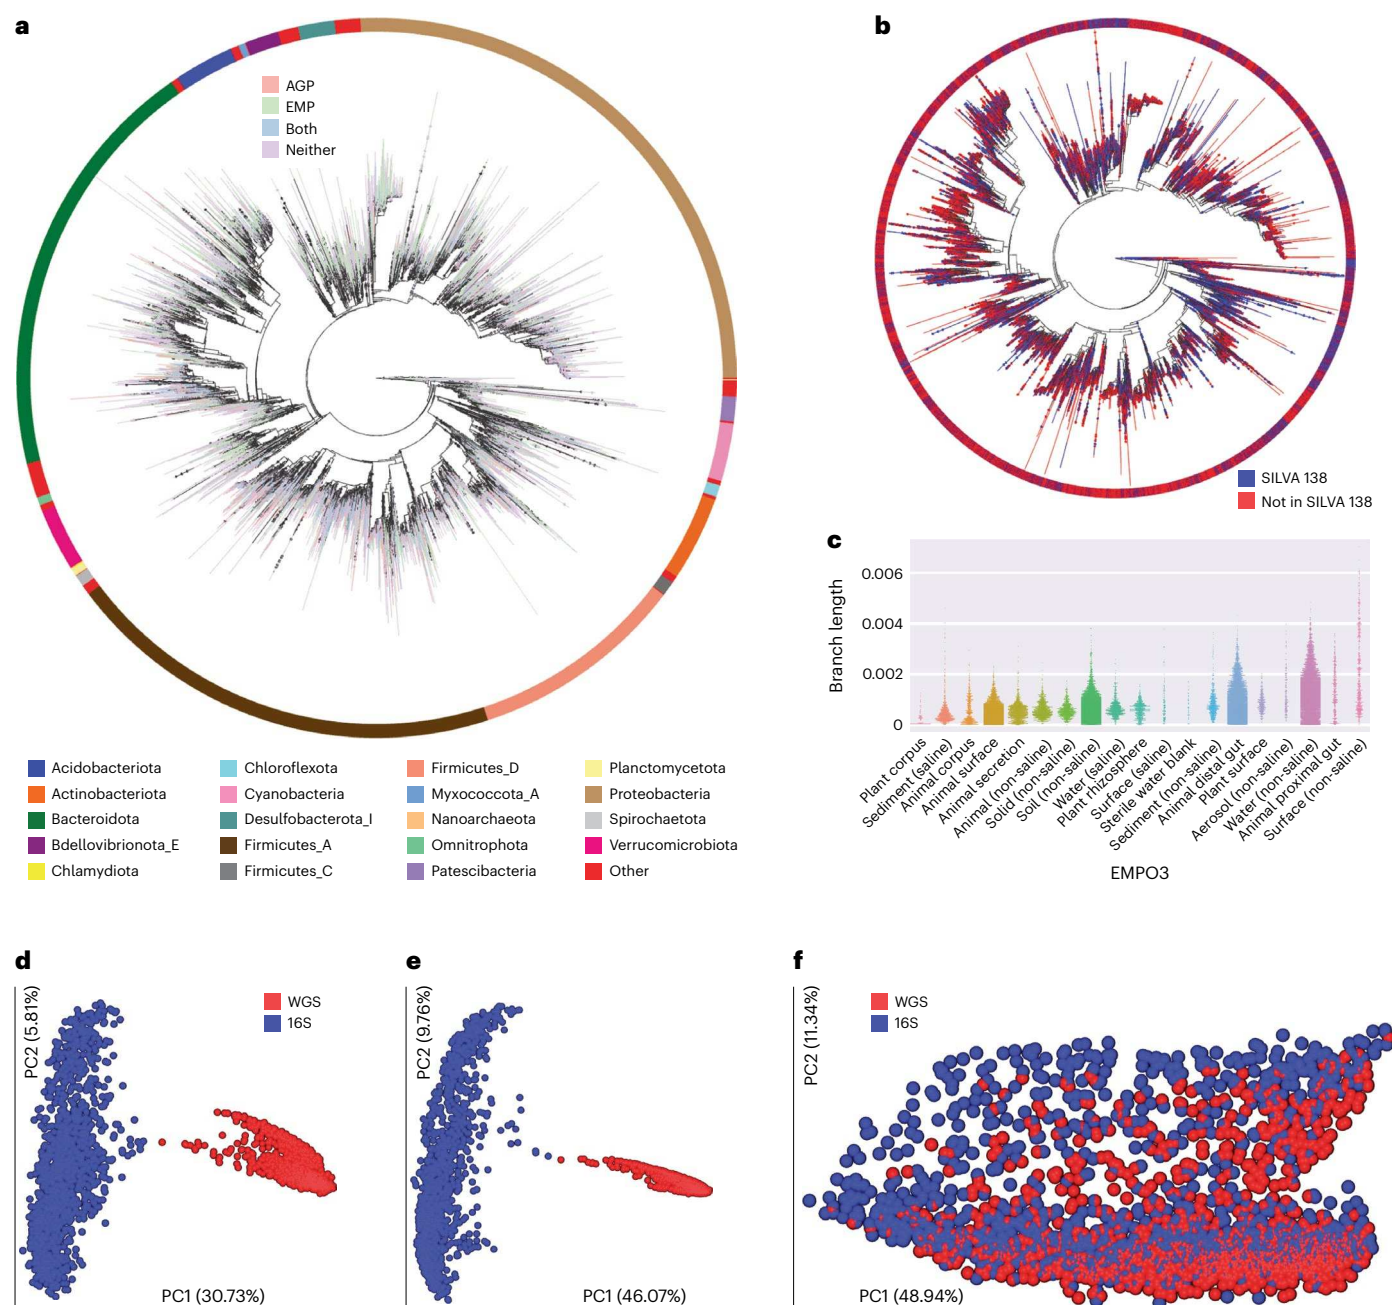 a
AGP
EMP
Both
Neither
b
SILVA 138
Not in SILVA 138
c
Branch length
0.006
0.004
0.002
0
Plant corpus
Sediment (saline)
Animal corpus
Animal surface
Animal secretion
Animal (non-saline)
Solid (non-saline)
Soil (non-saline)
Water (saline)
Plant rhizosphere
Surface (saline)
Sterile water blank
Sediment (non-saline)
Animal distal gut
Plant surface
Aerosol (non-saline)
Water (non-saline)
Animal proximal gut
Surface (non-saline)
EMPO3
Acidobacteriota
Actinobacteriota
Bacteroidota
Bdellovibrionota_E
Chlamydiota
Chloroflexota
Cyanobacteria
Desulfobacterota_I
Firmicutes_A
Firmicutes_C
Firmicutes_D
Myxococcota_A
Nanoarchaeota
Omnitrophota
Patescibacteria
Planctomycetota
Proteobacteria
Spirochaetota
Verrucomicrobiota
Other
d
PC2 (5.81%)
WGS
16S
PC1 (30.73%)
e
PC2 (9.76%)
PC1 (46.07%)
f
PC2 (11.34%)
WGS
16S
PC1 (48.94%)